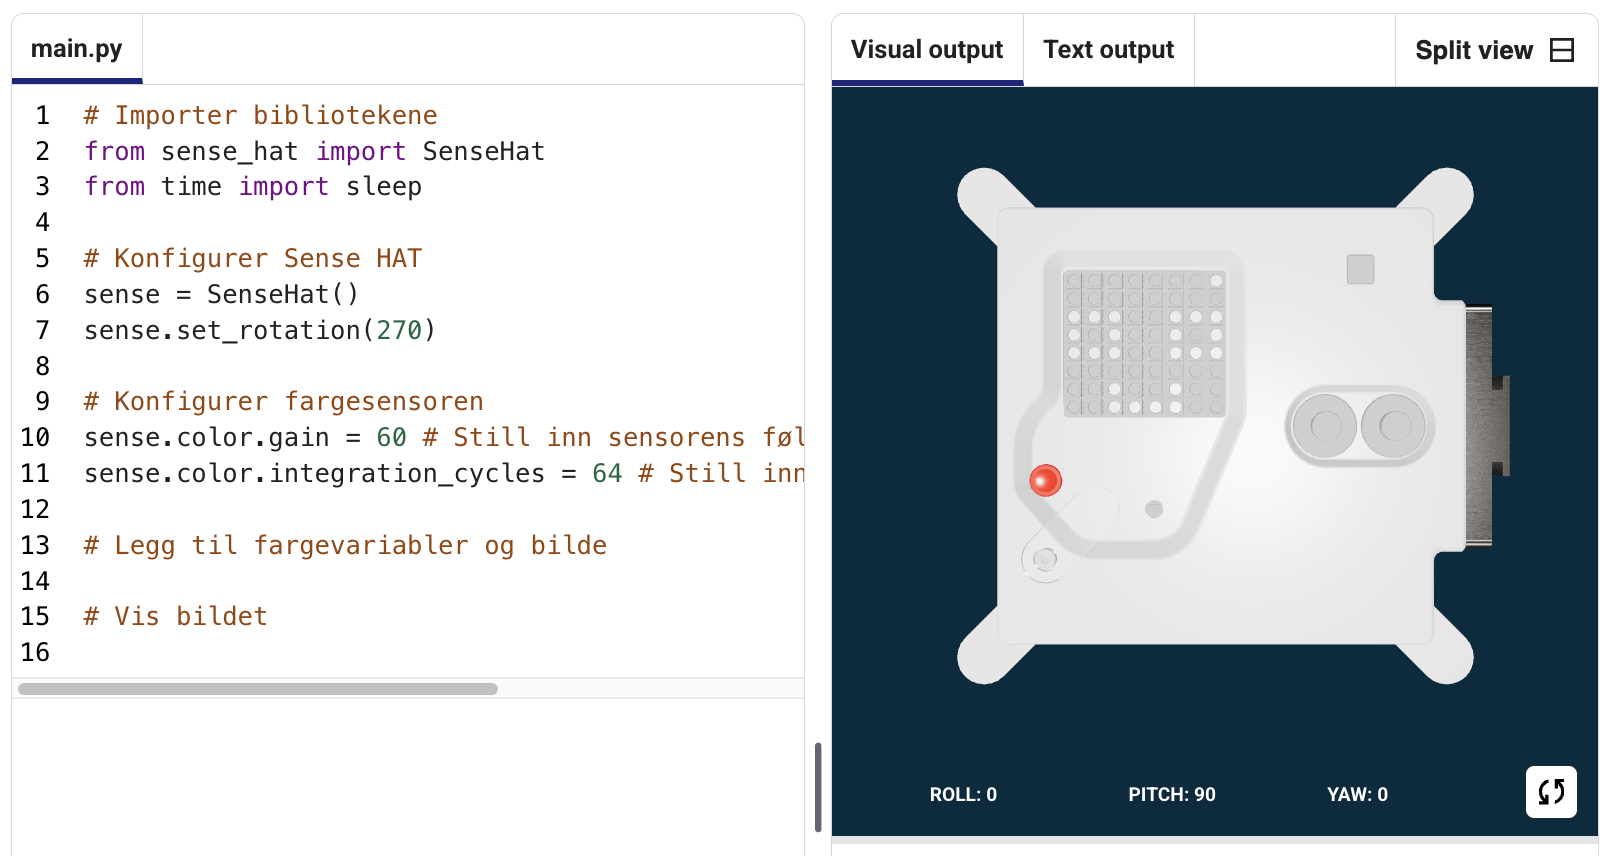 main.py
1 # Importer bibliotekene
2 from sense_hat import SenseHat
3 from time import sleep
4
5 # Konfigurer Sense HAT
6 sense = SenseHat()
7 sense.set_rotation(270)
8
9 # Konfigurer fargesensoren
10 sense.color.gain = 60 # Still inn sensorens føl
11 sense.color.integration_cycles = 64 # Still inn
12
13 # Legg til fargevariabler og bilde
14
15 # Vis bildet
16
Visual output
Text output
Split view
ROLL: 0
PITCH: 90
YAW: 0